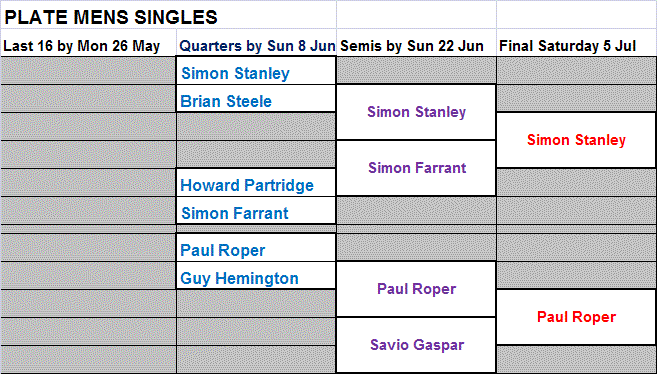 PLATE MENS SINGLES
Last 16 by Mon 26 May Quarters by Sun 8 Jun Semis by Sun 22 Jun Final Saturday 5 Jul
Simon Stanley
Brian Steele
Simon Stanley
Simon Stanley
Simon Farrant
Howard Partridge
Simon Farrant
Paul Roper
Guy Hemington
Paul Roper
Paul Roper
Savio Gaspar